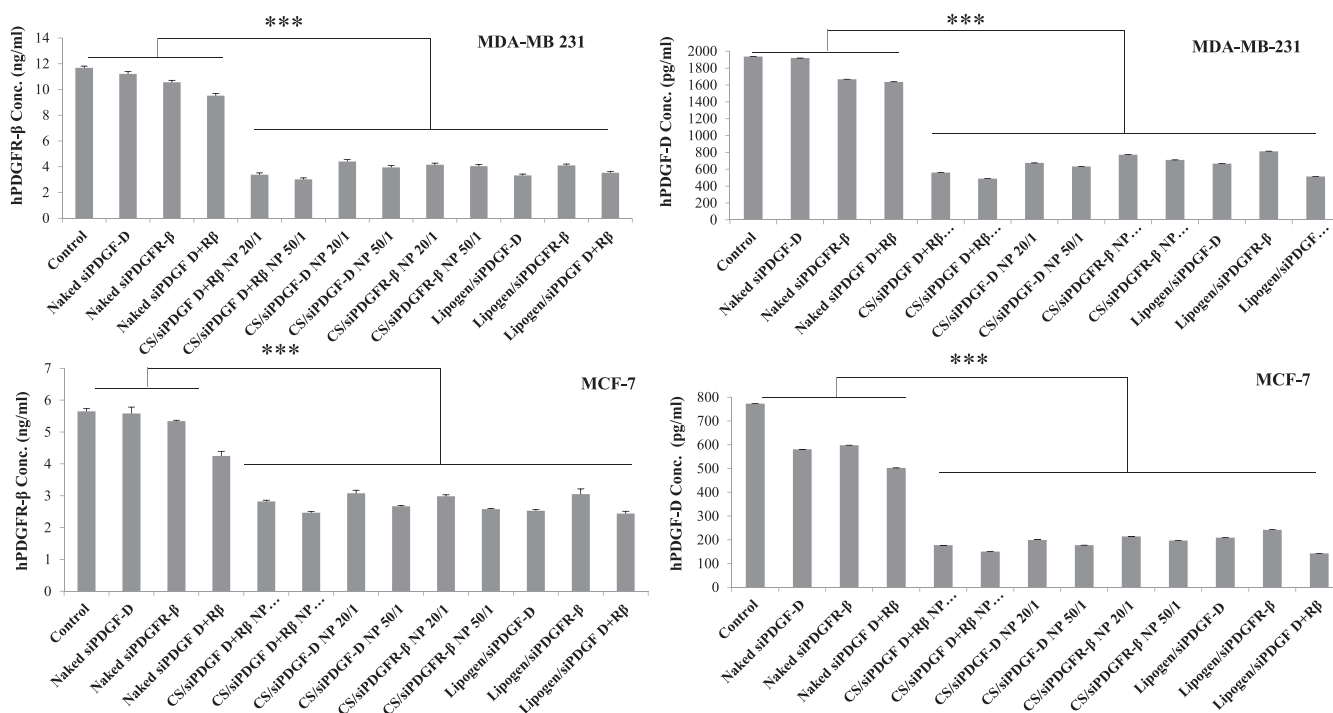 ***
MDA-MB 231
hPDGFR-β Conc. (ng/ml)
14
12
10
8
6
4
2
0
Control
Naked siPDGF-D
Naked siPDGFR-β
Naked siPDGF D+Rβ
CS/siPDGF D+Rβ NP 20/1
CS/siPDGF D+Rβ NP 50/1
CS/siPDGF-D NP 20/1
CS/siPDGF-D NP 50/1
CS/siPDGFR-β NP 20/1
CS/siPDGFR-β NP 50/1
Lipogen/siPDGF-D
Lipogen/siPDGFR-β
Lipogen/siPDGF D+Rβ
***
MDA-MB-231
hPDGF-D Conc. (pg/ml)
2000
1800
1600
1400
1200
1000
800
600
400
200
0
Control
Naked siPDGF-D
Naked siPDGFR-β
Naked siPDGF D+Rβ
CS/siPDGF D+Rβ...
CS/siPDGF D+Rβ...
CS/siPDGF-D NP 20/1
CS/siPDGF-D NP 50/1
CS/siPDGFR-β NP...
CS/siPDGFR-β NP...
Lipogen/siPDGF-D
Lipogen/siPDGFR-β
Lipogen/siPDGF...
***
MCF-7
hPDGFR-β Conc. (ng/ml)
7
6
5
4
3
2
1
0
Control
Naked siPDGF-D
Naked siPDGFR-β
Naked siPDGF D+Rβ
CS/siPDGF D+Rβ NP...
CS/siPDGF D+Rβ NP...
CS/siPDGF-D NP 20/1
CS/siPDGF-D NP 50/1
CS/siPDGFR-β NP 20/1
CS/siPDGFR-β NP 50/1
Lipogen/siPDGF-D
Lipogen/siPDGFR-β
Lipogen/siPDGF D+Rβ
***
MCF-7
hPDGF-D Conc. (pg/ml)
800
700
600
500
400
300
200
100
0
Control
Naked siPDGF-D
Naked siPDGFR-β
Naked siPDGF D+Rβ
CS/siPDGF D+Rβ NP...
CS/siPDGF D+Rβ NP...
CS/siPDGF-D NP 20/1
CS/siPDGF-D NP 50/1
CS/siPDGFR-β NP 20/1
CS/siPDGFR-β NP 50/1
Lipogen/siPDGF-D
Lipogen/siPDGFR-β
Lipogen/siPDGF D+Rβ